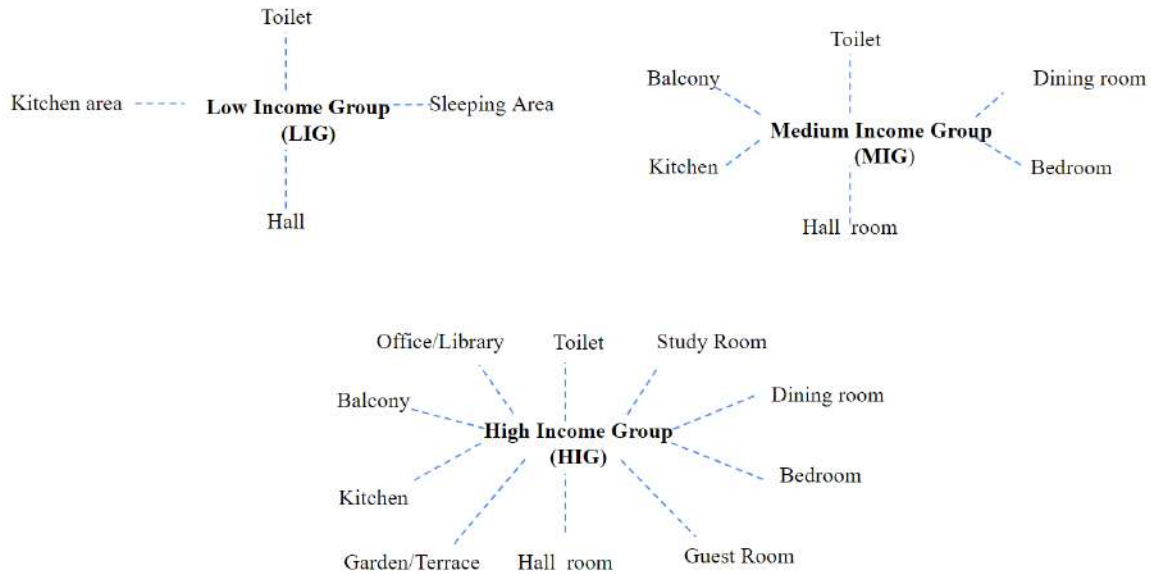 Toilet
Kitchen area
Low Income Group
(LIG)
Sleeping Area
Hall
Toilet
Balcony
Dining room
Medium Income Group
(MIG)
Kitchen
Bedroom
Hall room
Office/Library
Toilet
Study Room
Balcony
Dining room
High Income Group
(HIG)
Kitchen
Bedroom
Garden/Terrace
Hall room
Guest Room